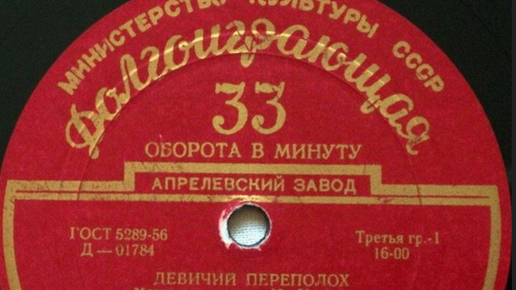 МИНИСТЕРСТВО КУЛЬТУРЫ СССР
Долгоиграющая
33
ОБОРОТА В МИНУТУ
АПРЕЛЕВСКИЙ ЗАВОД
ГОСТ 5289-56
Д — 01784
Третья гр.-1
16-00
ДЕВИЧИЙ ПЕРЕПОЛОХ